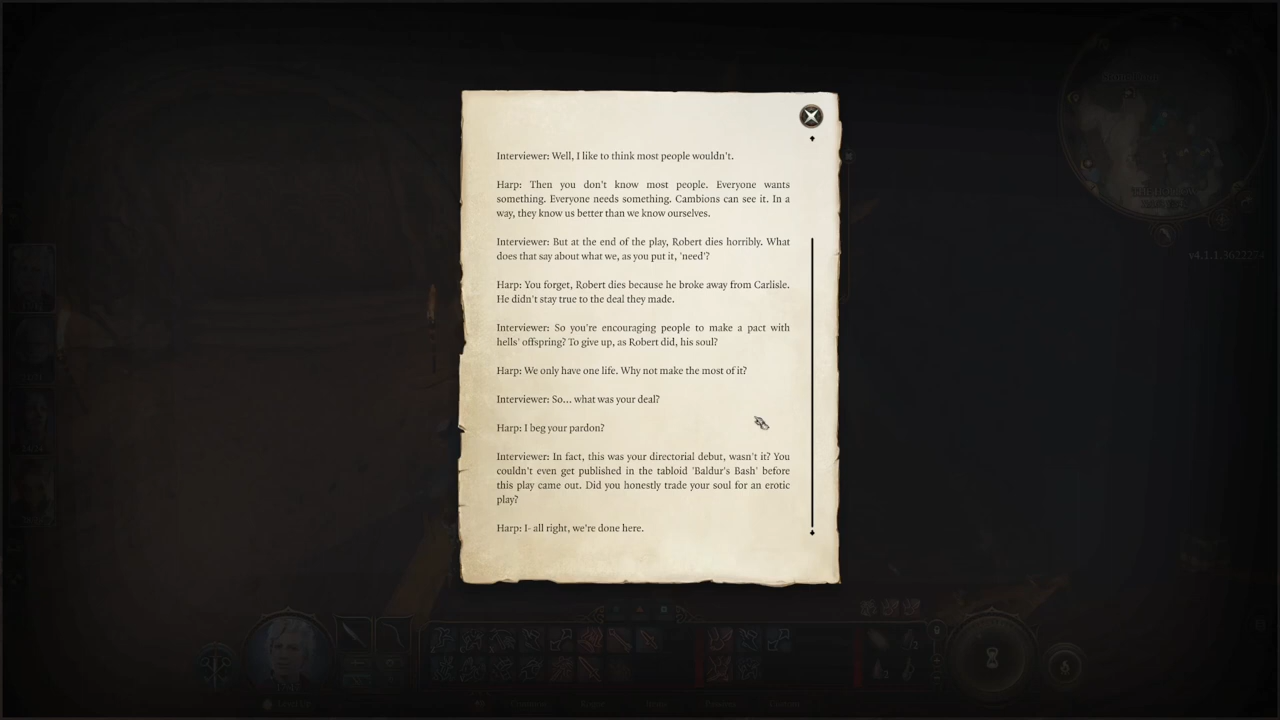 Interviewer: Well, I like to think most people wouldn't.
Harp: Then you don't know most people. Everyone wants
something. Everyone needs something. Cambions can see it. In a
way, they know us better than we know ourselves.
Interviewer: But at the end of the play, Robert dies horribly. What
does that say about what we, as you put it, 'need'?
Harp: You forget, Robert dies because he broke away from Carlisle.
He didn't stay true to the deal they made.
Interviewer: So you're encouraging people to make a pact with
hells' offspring? To give up, as Robert did, his soul?
Harp: We only have one life. Why not make the most of it?
Interviewer: So... what was your deal?
Harp: I beg your pardon?
Interviewer: In fact, this was your directorial debut, wasn't it? You
couldn't even get published in the tabloid 'Baldur's Bash' before
this play came out. Did you honestly trade your soul for an erotic
play?
Harp: I- all right, we're done here.